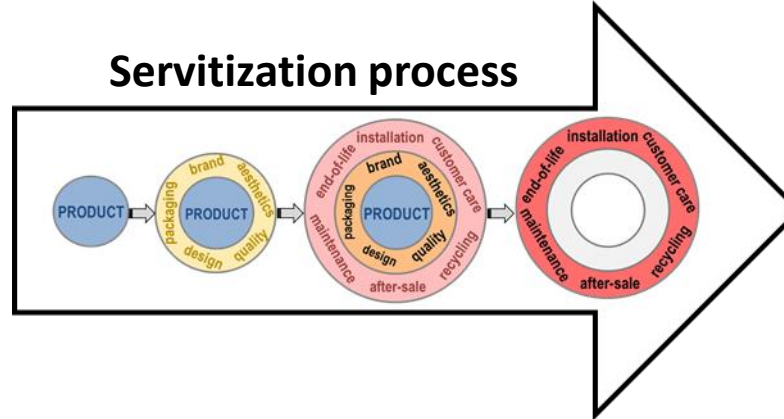 Servitization process
PRODUCT
brand
aesthetics
quality
design
packaging
PRODUCT
installation
customer care
recycling
after-sale
maintenance
end-of-life
brand
aesthetics
quality
design
packaging
PRODUCT
installation
customer care
recycling
after-sale
maintenance
end-of-life